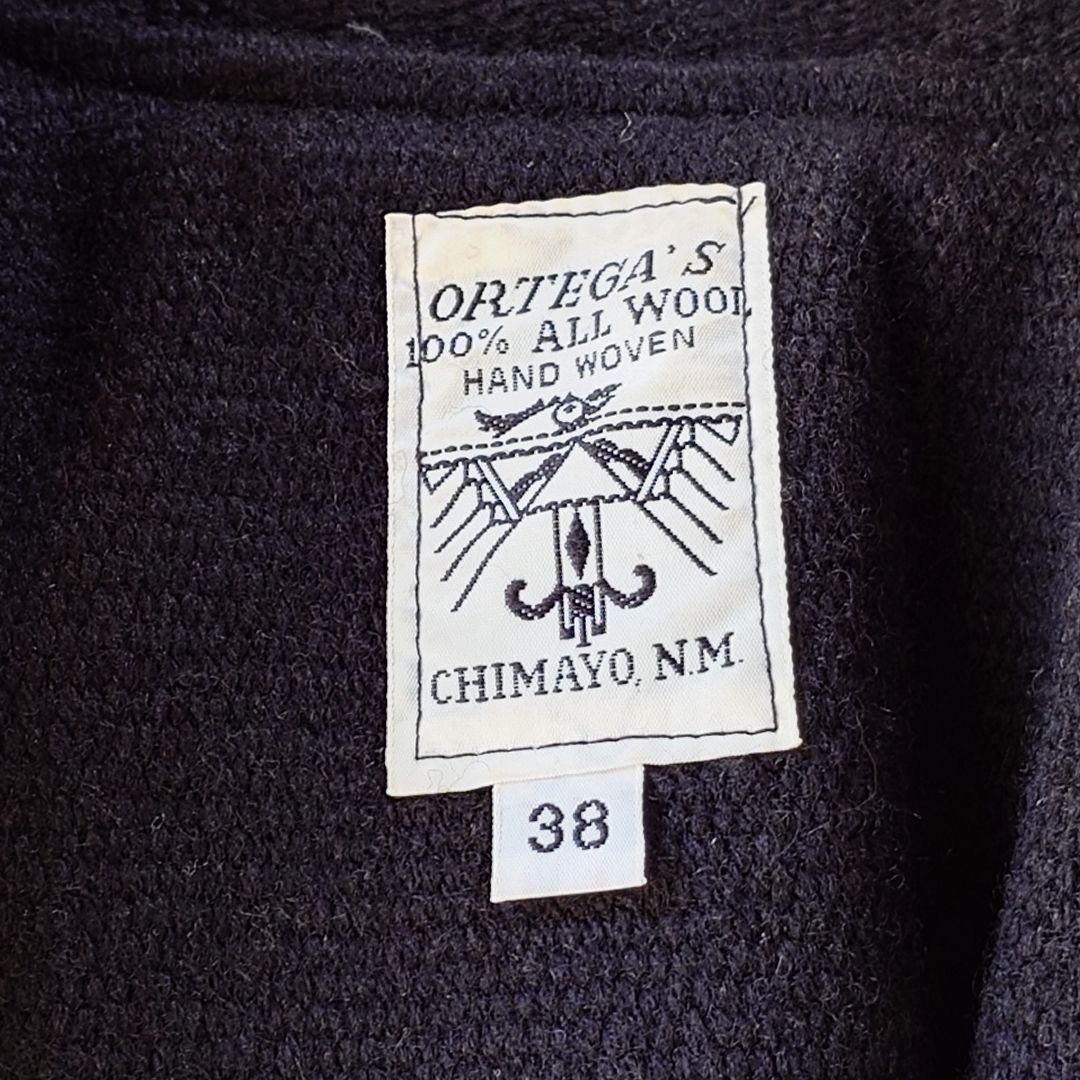 ORTEGA'S
100% ALL WOOL
HAND WOVEN
CHIMAYO, N.M.
38